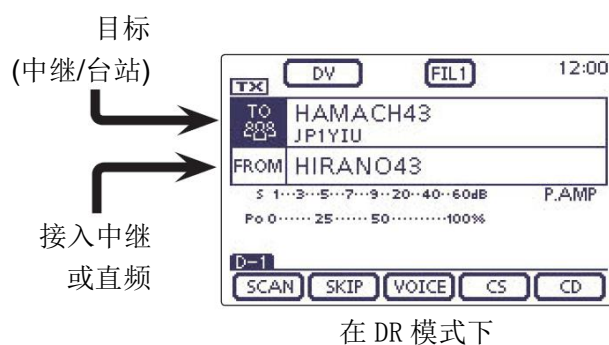 目标
(中继/台站)
接入中继
或直频
DV FIL1 12:00
TX
TO HAMACH43
JP1YIU
FROM HIRANO43
S 1···3···5···7···9··20··40··60dB P.AMP
Po 0······25······50··········100%
D-1
SCAN SKIP VOICE CS CD
在 DR 模式下